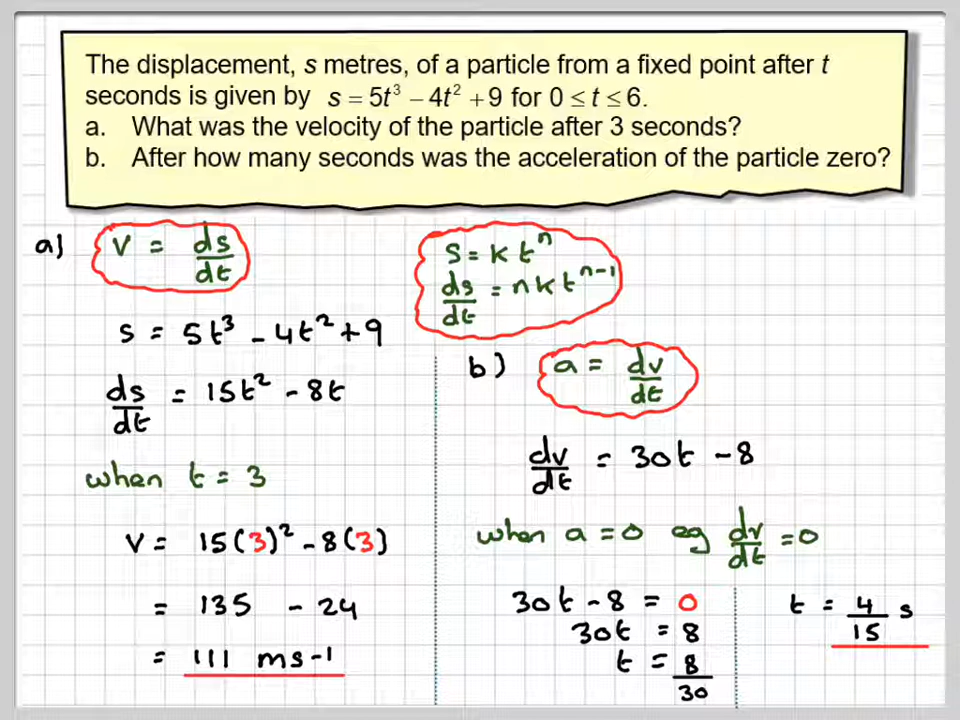 The displacement, s metres, of a particle from a fixed point after t
seconds is given by s = 5t³ − 4t² + 9 for 0 ≤ t ≤ 6.
a. What was the velocity of the particle after 3 seconds?
b. After how many seconds was the acceleration of the particle zero?
a) V = ds/dt
S = k tⁿ
ds/dt = n k tⁿ⁻¹
s = 5t³ - 4t² + 9
ds/dt = 15t² - 8t
when t = 3
V = 15(3)² - 8(3)
= 135 - 24
= 111 ms-1
b) a = dv/dt
dv/dt = 30t - 8
when a = 0 eg dv/dt = 0
30t - 8 = 0
30t = 8
t = 8/30
t = 4/15 s